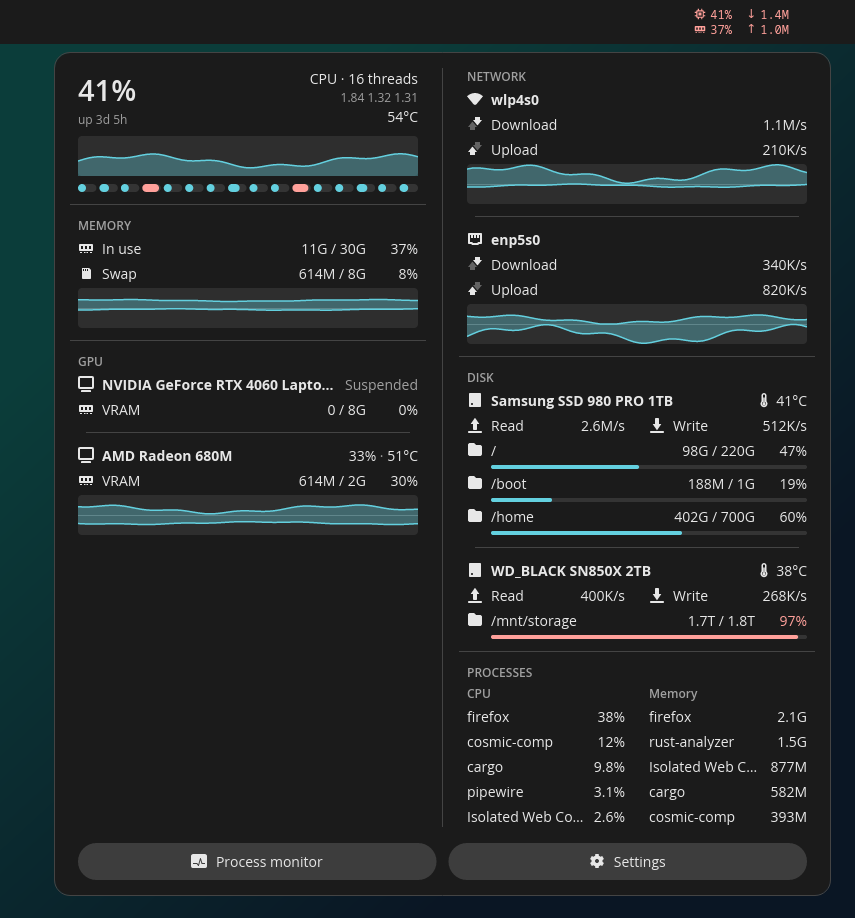 41% ↓ 1.4M
37% ↑ 1.0M
41%
CPU · 16 threads
1.84 1.32 1.31
up 3d 5h
54°C
MEMORY
In use 11G / 30G 37%
Swap 614M / 8G 8%
GPU
NVIDIA GeForce RTX 4060 Lapto... Suspended
VRAM 0 / 8G 0%
AMD Radeon 680M 33% · 51°C
VRAM 614M / 2G 30%
NETWORK
wlp4s0
Download 1.1M/s
Upload 210K/s
enp5s0
Download 340K/s
Upload 820K/s
DISK
Samsung SSD 980 PRO 1TB 41°C
Read 2.6M/s Write 512K/s
/ 98G / 220G 47%
/boot 188M / 1G 19%
/home 402G / 700G 60%
WD_BLACK SN850X 2TB 38°C
Read 400K/s Write 268K/s
/mnt/storage 1.7T / 1.8T 97%
PROCESSES
CPU Memory
firefox 38% firefox 2.1G
cosmic-comp 12% rust-analyzer 1.5G
cargo 9.8% Isolated Web C... 877M
pipewire 3.1% cargo 582M
Isolated Web Co... 2.6% cosmic-comp 393M
Process monitor
Settings